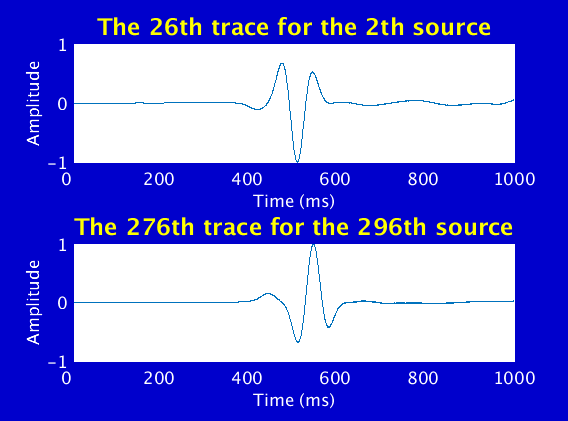 The 26th trace for the 2th source
1
0
-1
Amplitude
0 200 400 600 800 1000
Time (ms)
The 276th trace for the 296th source
1
0
-1
Amplitude
0 200 400 600 800 1000
Time (ms)